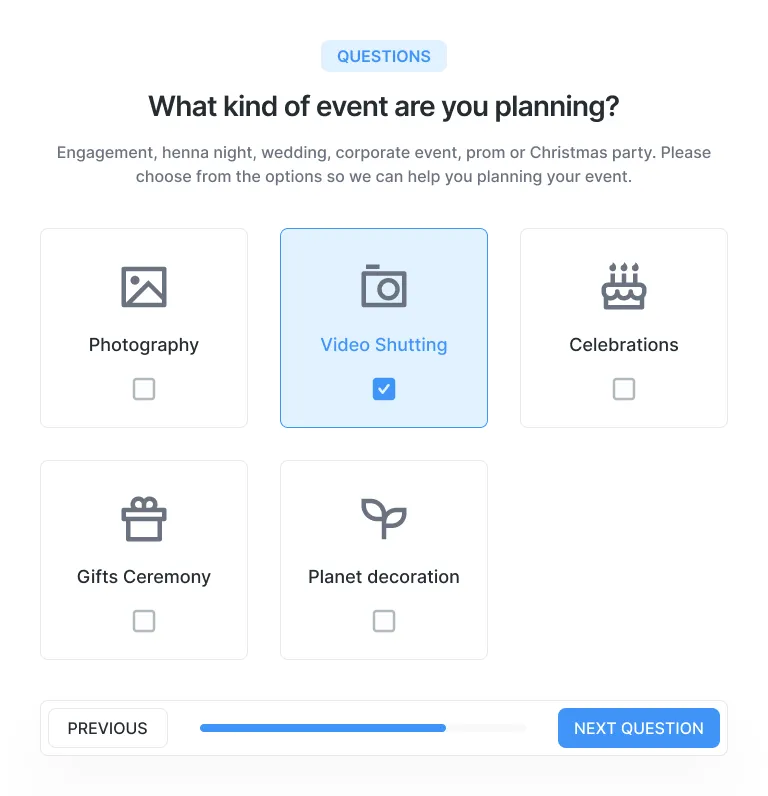 QUESTIONS
What kind of event are you planning?
Engagement, henna night, wedding, corporate event, prom or Christmas party. Please
choose from the options so we can help you planning your event.
Photography
Video Shutting
Celebrations
Gifts Ceremony
Planet decoration
PREVIOUS
NEXT QUESTION